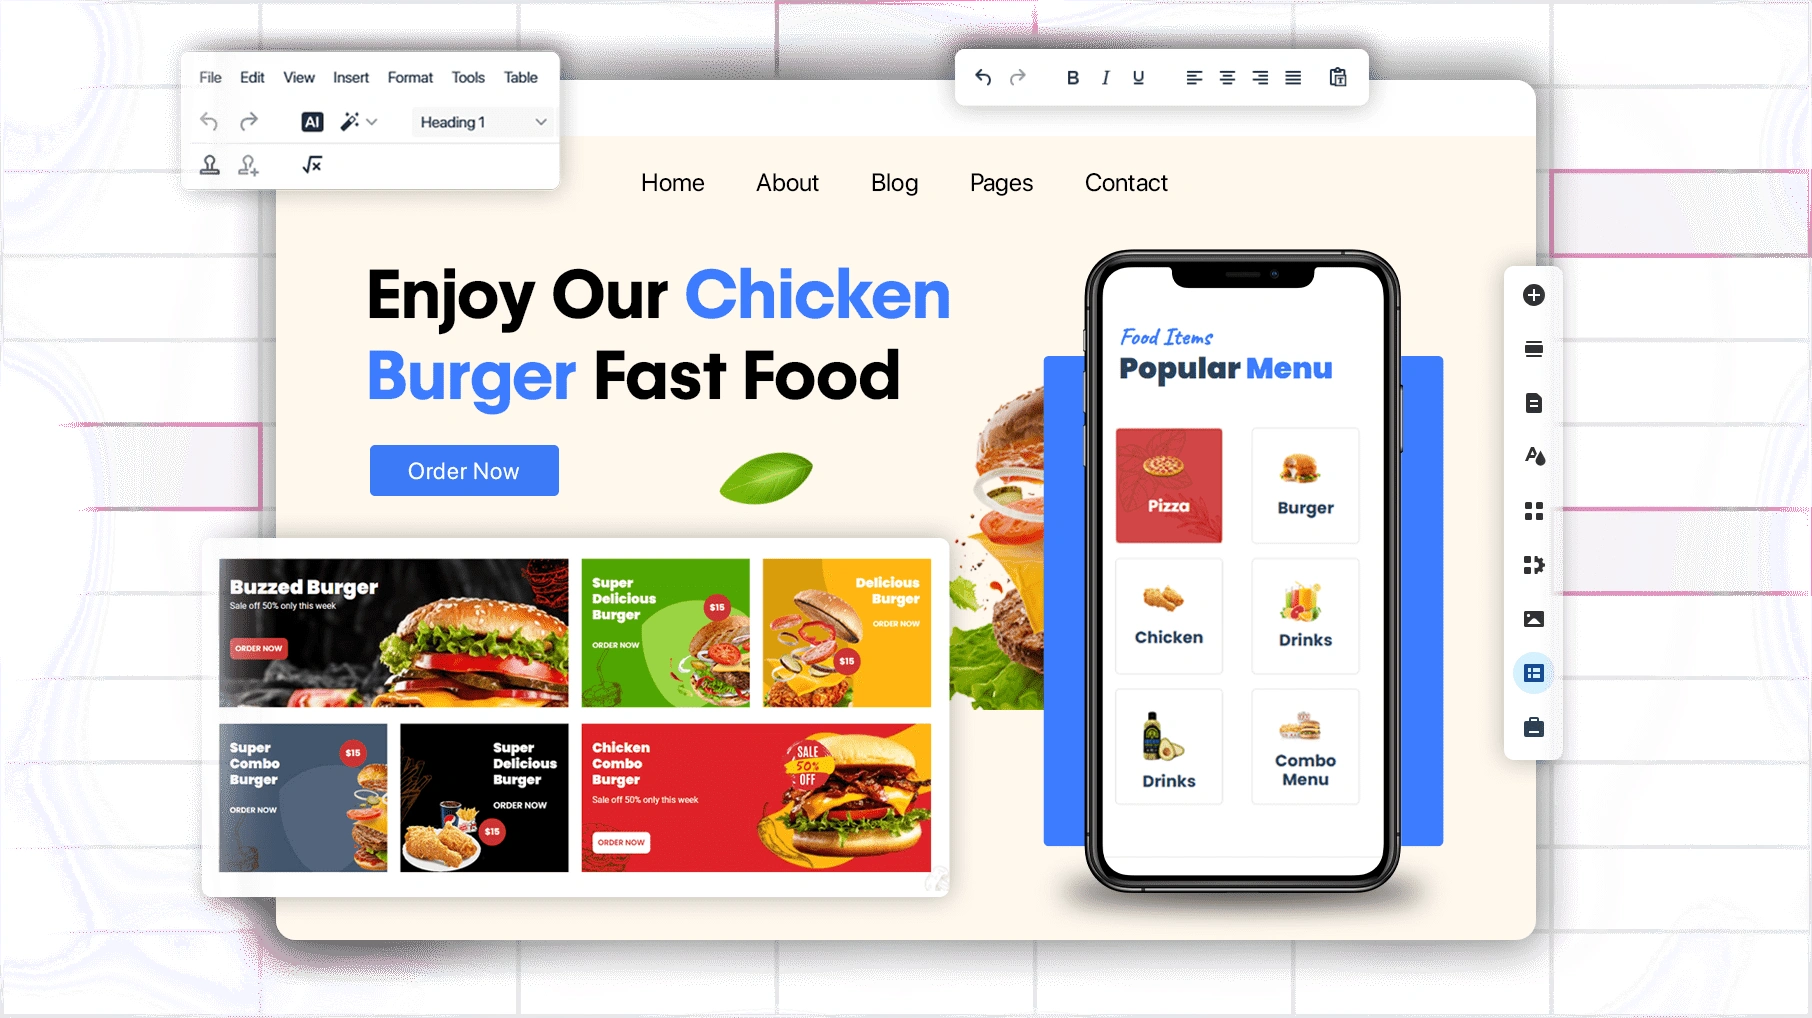 File Edit View Insert Format Tools Table
AI Heading 1
B I U
Home About Blog Pages Contact
Enjoy Our Chicken
Burger Fast Food
Order Now
Food Items
Popular Menu
Pizza
Burger
Chicken
Drinks
Drinks
Combo
Menu
Buzzed Burger
Sale off 50% only this week
ORDER NOW
Super
Delicious
Burger
ORDER NOW
$15
Delicious
Burger
ORDER NOW
$15
Super
Combo
Burger
ORDER NOW
$15
Super
Delicious
Burger
ORDER NOW
$15
Chicken
Combo
Burger
Sale off 50% only this week
ORDER NOW
SALE
50%
OFF